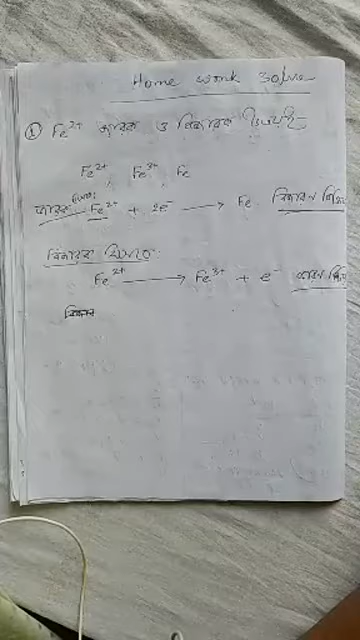 Home work Solve
① Fe²⁺ জারক ও বিজারক উভয়ই -
Fe²⁺, Fe³⁺, Fe
জারক হিসাবে: Fe²⁺ + 2e⁻ ⟶ Fe বিজারণ
বিজারক হিসাবে:
Fe²⁺ ⟶ Fe³⁺ + e⁻ জারণ